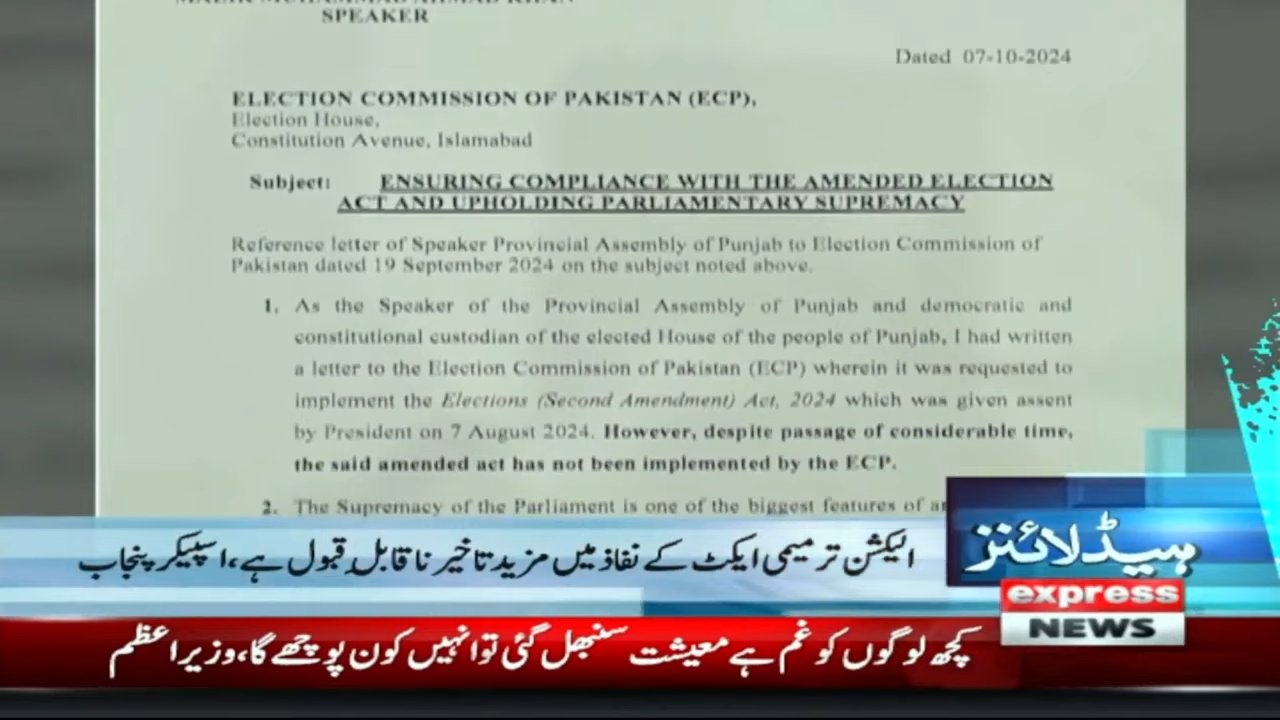 MALIK MUHAMMAD AHMAD KHAN
SPEAKER
Dated 07-10-2024
ELECTION COMMISSION OF PAKISTAN (ECP),
Election House,
Constitution Avenue, Islamabad
Subject: ENSURING COMPLIANCE WITH THE AMENDED ELECTION
ACT AND UPHOLDING PARLIAMENTARY SUPREMACY
Reference letter of Speaker Provincial Assembly of Punjab to Election Commission of
Pakistan dated 19 September 2024 on the subject noted above.
1. As the Speaker of the Provincial Assembly of Punjab and democratic and
constitutional custodian of the elected House of the people of Punjab, I had written
a letter to the Election Commission of Pakistan (ECP) wherein it was requested to
implement the Elections (Second Amendment) Act, 2024 which was given assent
by President on 7 August 2024. However, despite passage of considerable time,
the said amended act has not been implemented by the ECP.
2. The Supremacy of the Parliament is one of the biggest features of
ہیڈلائنز
الیکشن ترمیمی ایکٹ کے نفاذ میں مزید تاخیر ناقابلِ قبول ہے، اسپیکر پنجاب
express
NEWS
کچھ لوگوں کو غم ہے معیشت سنبھل گئی تو انہیں کون پوچھے گا، وزیراعظم